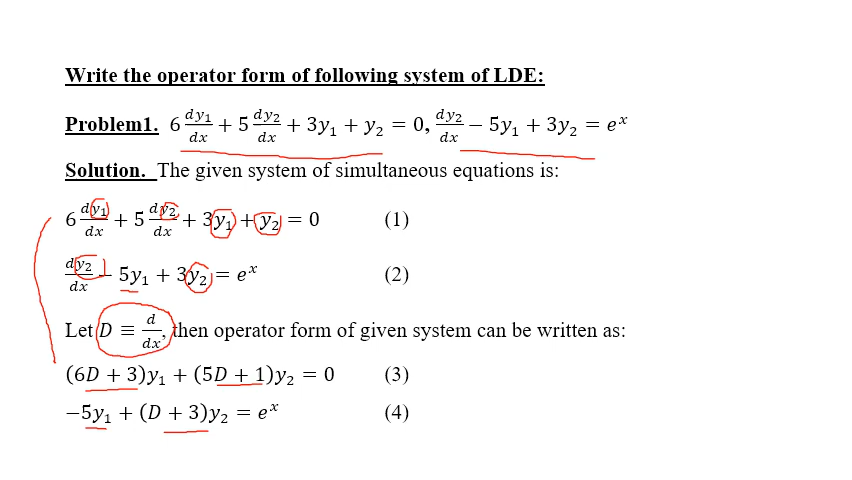 Write the operator form of following system of LDE:
Problem1. 6 dy₁/dx + 5 dy₂/dx + 3y₁ + y₂ = 0, dy₂/dx − 5y₁ + 3y₂ = eˣ
Solution. The given system of simultaneous equations is:
6 dy₁/dx + 5 dy₂/dx + 3y₁ + y₂ = 0 (1)
dy₂/dx − 5y₁ + 3y₂ = eˣ (2)
Let D ≡ d/dx, then operator form of given system can be written as:
(6D + 3)y₁ + (5D + 1)y₂ = 0 (3)
−5y₁ + (D + 3)y₂ = eˣ (4)